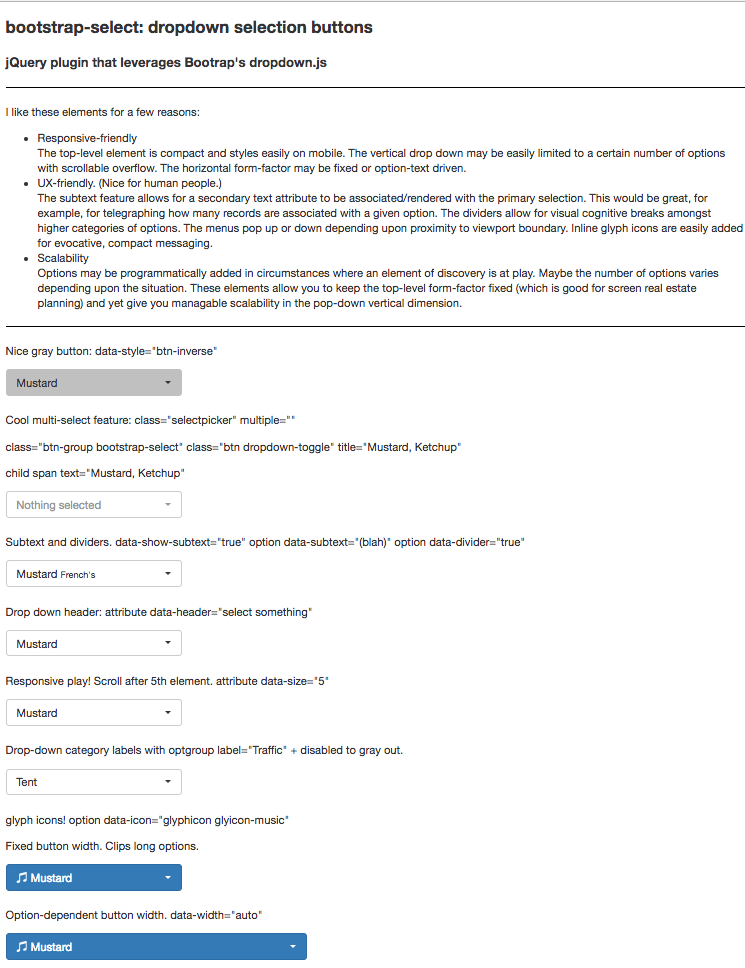 bootstrap-select: dropdown selection buttons
jQuery plugin that leverages Bootrap's dropdown.js
I like these elements for a few reasons:
Responsive-friendly
The top-level element is compact and styles easily on mobile. The vertical drop down may be easily limited to a certain number of options
with scrollable overflow. The horizontal form-factor may be fixed or option-text driven.
UX-friendly. (Nice for human people.)
The subtext feature allows for a secondary text attribute to be associated/rendered with the primary selection. This would be great, for
example, for telegraphing how many records are associated with a given option. The dividers allow for visual cognitive breaks amongst
higher categories of options. The menus pop up or down depending upon proximity to viewport boundary. Inline glyph icons are easily added
for evocative, compact messaging.
Scalability
Options may be programmatically added in circumstances where an element of discovery is at play. Maybe the number of options varies
depending upon the situation. These elements allow you to keep the top-level form-factor fixed (which is good for screen real estate
planning) and yet give you managable scalability in the pop-down vertical dimension.
Nice gray button: data-style="btn-inverse"
Mustard
Cool multi-select feature: class="selectpicker" multiple=""
class="btn-group bootstrap-select" class="btn dropdown-toggle" title="Mustard, Ketchup"
child span text="Mustard, Ketchup"
Nothing selected
Subtext and dividers. data-show-subtext="true" option data-subtext="(blah)" option data-divider="true"
Mustard French's
Drop down header: attribute data-header="select something"
Mustard
Responsive play! Scroll after 5th element. attribute data-size="5"
Mustard
Drop-down category labels with optgroup label="Traffic" + disabled to gray out.
Tent
glyph icons! option data-icon="glyphicon glyicon-music"
Fixed button width. Clips long options.
Mustard
Option-dependent button width. data-width="auto"
Mustard